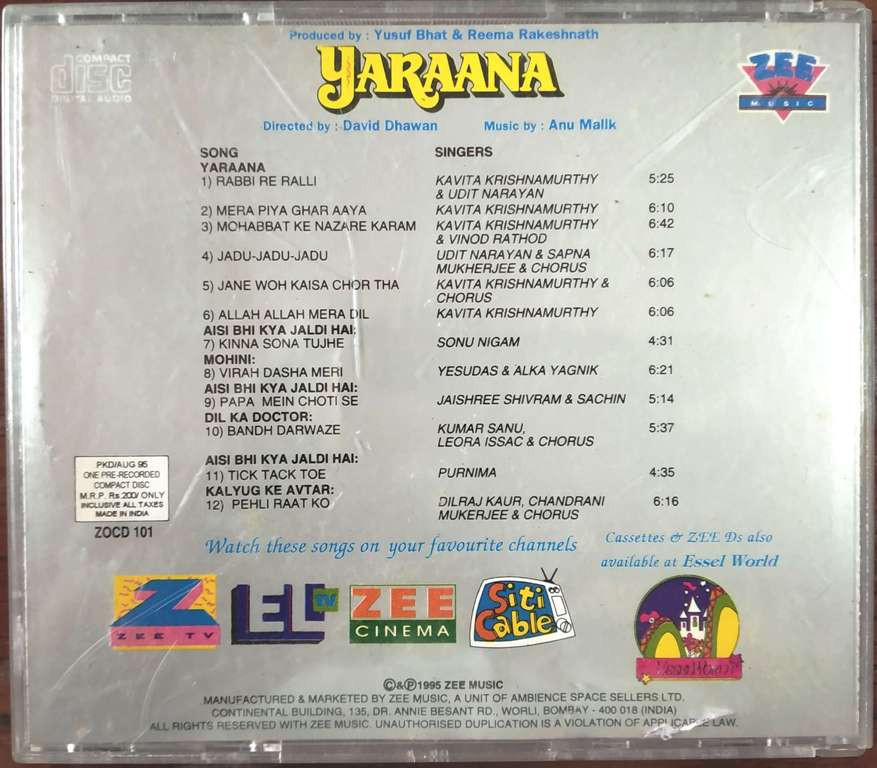 COMPACT
disc
DIGITAL AUDIO
Produced by : Yusuf Bhat & Reema Rakeshnath
YARAANA
ZEE
MUSIC
Directed by : David Dhawan Music by : Anu Malik
SONG SINGERS
YARAANA
1) RABBI RE RALLI KAVITA KRISHNAMURTHY 5:25
& UDIT NARAYAN
2) MERA PIYA GHAR AAYA KAVITA KRISHNAMURTHY 6:10
3) MOHABBAT KE NAZARE KARAM KAVITA KRISHNAMURTHY 6:42
& VINOD RATHOD
4) JADU-JADU-JADU UDIT NARAYAN & SAPNA 6:17
MUKHERJEE & CHORUS
5) JANE WOH KAISA CHOR THA KAVITA KRISHNAMURTHY & 6:06
CHORUS
6) ALLAH ALLAH MERA DIL KAVITA KRISHNAMURTHY 6:06
AISI BHI KYA JALDI HAI:
7) KINNA SONA TUJHE SONU NIGAM 4:31
MOHINI:
8) VIRAH DASHA MERI YESUDAS & ALKA YAGNIK 6:21
AISI BHI KYA JALDI HAI:
9) PAPA MEIN CHOTI SE JAISHREE SHIVRAM & SACHIN 5:14
DIL KA DOCTOR:
10) BANDH DARWAZE KUMAR SANU, 5:37
LEORA ISSAC & CHORUS
AISI BHI KYA JALDI HAI:
11) TICK TACK TOE PURNIMA 4:35
KALYUG KE AVTAR:
12) PEHLI RAAT KO DILRAJ KAUR, CHANDRANI 6:16
MUKERJEE & CHORUS
PKD/AUG 95
ONE PRE-RECORDED
COMPACT DISC
M.R.P. Rs.200/ ONLY
INCLUSIVE ALL TAXES
MADE IN INDIA
ZOCD 101
Watch these songs on your favourite channels
Cassettes & ZEE Ds also
available at Essel World
Z
ZEE TV
EL TV
ZEE
CINEMA
Siti
Cable
©&℗1995 ZEE MUSIC
MANUFACTURED & MARKETED BY ZEE MUSIC, A UNIT OF AMBIENCE SPACE SELLERS LTD.
CONTINENTAL BUILDING, 135, DR. ANNIE BESANT RD., WORLI, BOMBAY - 400 018 (INDIA)
ALL RIGHTS RESERVED WITH ZEE MUSIC. UNAUTHORISED DUPLICATION IS A VIOLATION OF APPLICABLE LAW.